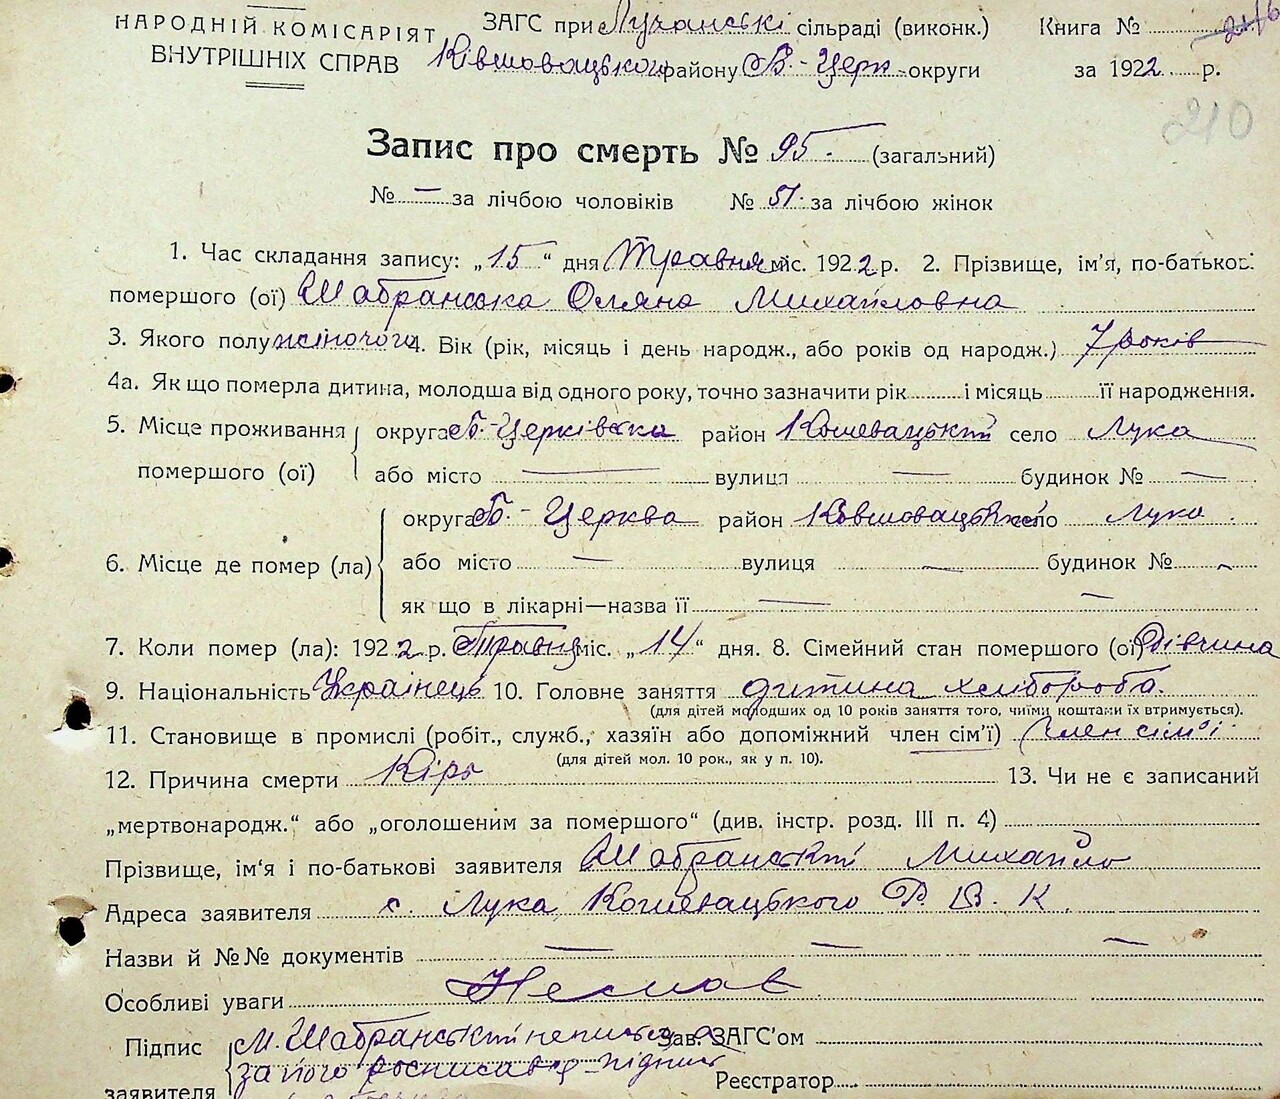 НАРОДНІЙ КОМІСАРІЯТ
ВНУТРІШНІХ СПРАВ
ЗАГС при Лучанські сільраді (виконк.)
Ківшовацького району Б-Церк. округи
Книга №
за 1922 р.
210
Запис про смерть № 95. (загальний)
№ — за лічбою чоловіків № 51. за лічбою жінок
1. Час складання запису: „15“ дня Травня міс. 1922 р. 2. Прізвище, ім'я, по-батькові
помершого (ої) Шабранська Оляна Михайловна
3. Якого полу жіночого 4. Вік (рік, місяць і день народж., або років од народж.) 7 років
4а. Як що померла дитина, молодша від одного року, точно зазначити рік ........ і місяць ........ її народження.
5. Місце проживання помершого (ої) округа Б.-Церківська район Кошевацький село Лука
або місто — вулиця — будинок № —
6. Місце де помер (ла) округа Б.- Церква район Ковшовацький село Лука
або місто — вулиця — будинок № —
як що в лікарні—назва її — —
7. Коли помер (ла): 1922 р. Травня міс. „14“ дня. 8. Сімейний стан помершого (ої) Дівчина
9. Національність Українець 10. Головне заняття дитина хлібороба.
(для дітей молодших од 10 років заняття того, чиїми коштами їх втримується).
11. Становище в промислі (робіт., служб., хазяїн або допоміжний член сім'ї) Член сім'ї
(для дітей мол. 10 рок., як у п. 10).
12. Причина смерти Кір 13. Чи не є записаний
„мертвонародж.“ або „оголошеним за помершого“ (див. інстр. розд. III п. 4)
Прізвище, ім'я і по-батькові заявителя Шабранський Михайло
Адреса заявителя с. Лука Кошевацького Р. В. К.
Назви й №№ документів — — —
Особливі уваги Немає
Підпис заявителя М. Шабранський неписьм.
за його росписався підпис
Зав. ЗАГС'ом
Реєстратор